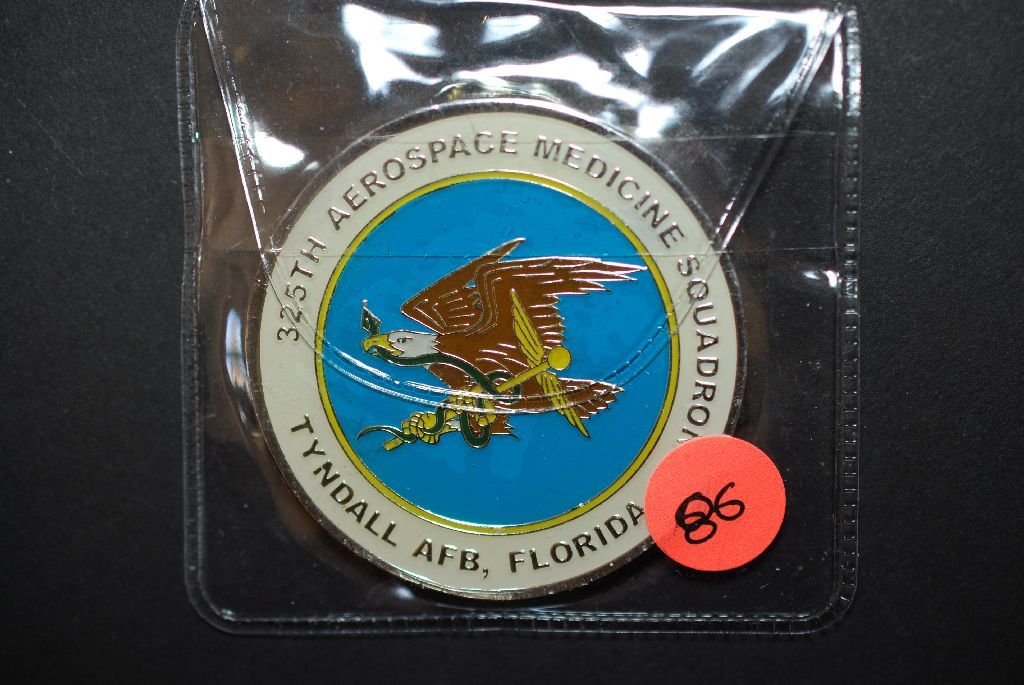 325TH AEROSPACE MEDICINE SQUADRON
TYNDALL AFB, FLORIDA
86